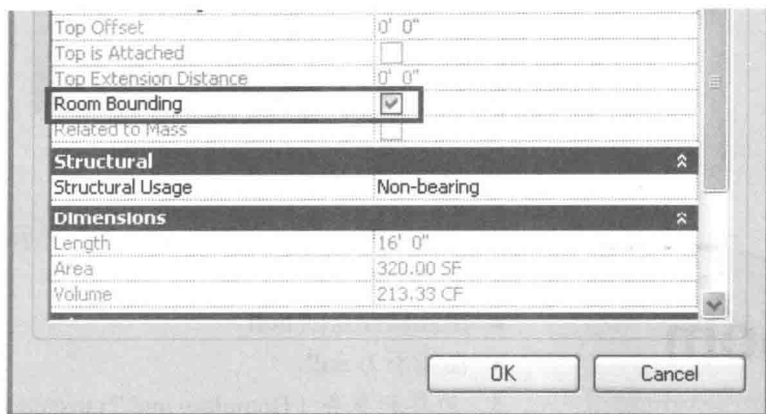 Top Offset 0' 0"
Top is Attached
Top Extension Distance 0' 0"
Room Bounding
Related to Mass
Structural
Structural Usage Non-bearing
Dimensions
Length 16' 0"
Area 320.00 SF
Volume 213.33 CF
OK Cancel